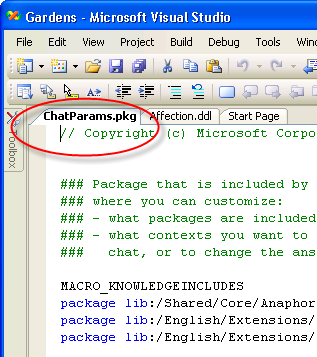 Gardens - Microsoft Visual Studio
File Edit View Project Build Debug Tools
ChatParams.pkg Affection.ddl Start Page
Toolbox
// Copyright (c) Microsoft Corpo
### Package that is included by
### where you can customize:
### - what packages are included
### - what contexts you want to
### chat, or to change the ans
MACRO_KNOWLEDGEINCLUDES
package lib:/Shared/Core/Anaphor
package lib:/English/Extensions/
package lib:/English/Extensions/